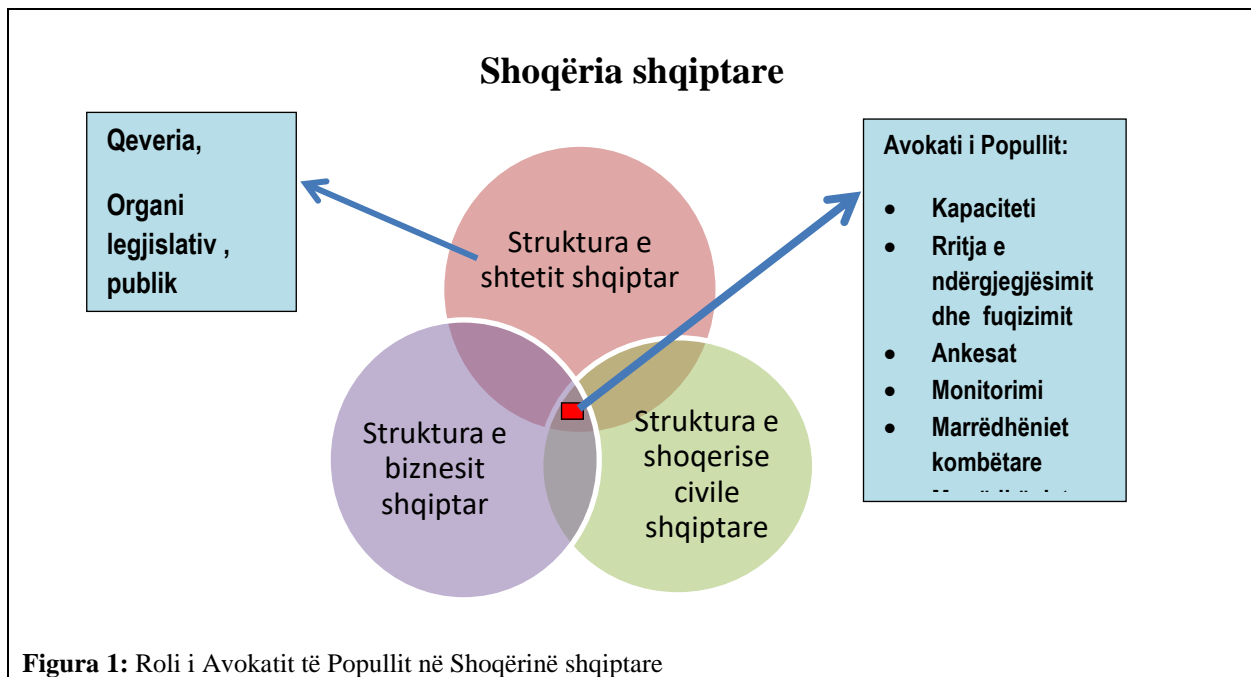 Shoqëria shqiptare
Qeveria,
Organi
legjislativ ,
publik
Struktura e
shtetit shqiptar
Struktura e
biznesit
shqiptar
Struktura e
shoqerise
civile
shqiptare
Avokati i Popullit:
• Kapaciteti
• Rritja e
ndërgjegjësimit
dhe fuqizimit
• Ankesat
• Monitorimi
• Marrëdhëniet
kombëtare
Figura 1: Roli i Avokatit të Popullit në Shoqërinë shqiptare